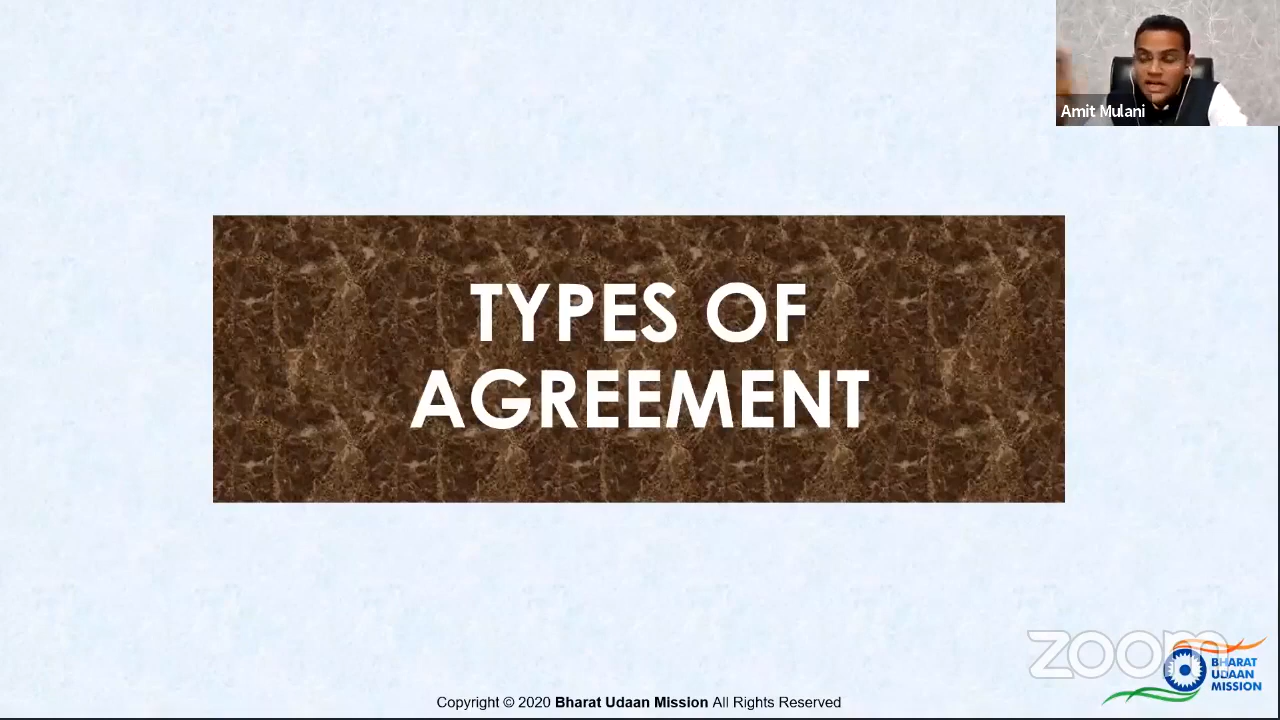 Amit Mulani
TYPES OF
AGREEMENT
zoom
BHARAT
UDAAN
MISSION
Copyright © 2020 Bharat Udaan Mission All Rights Reserved